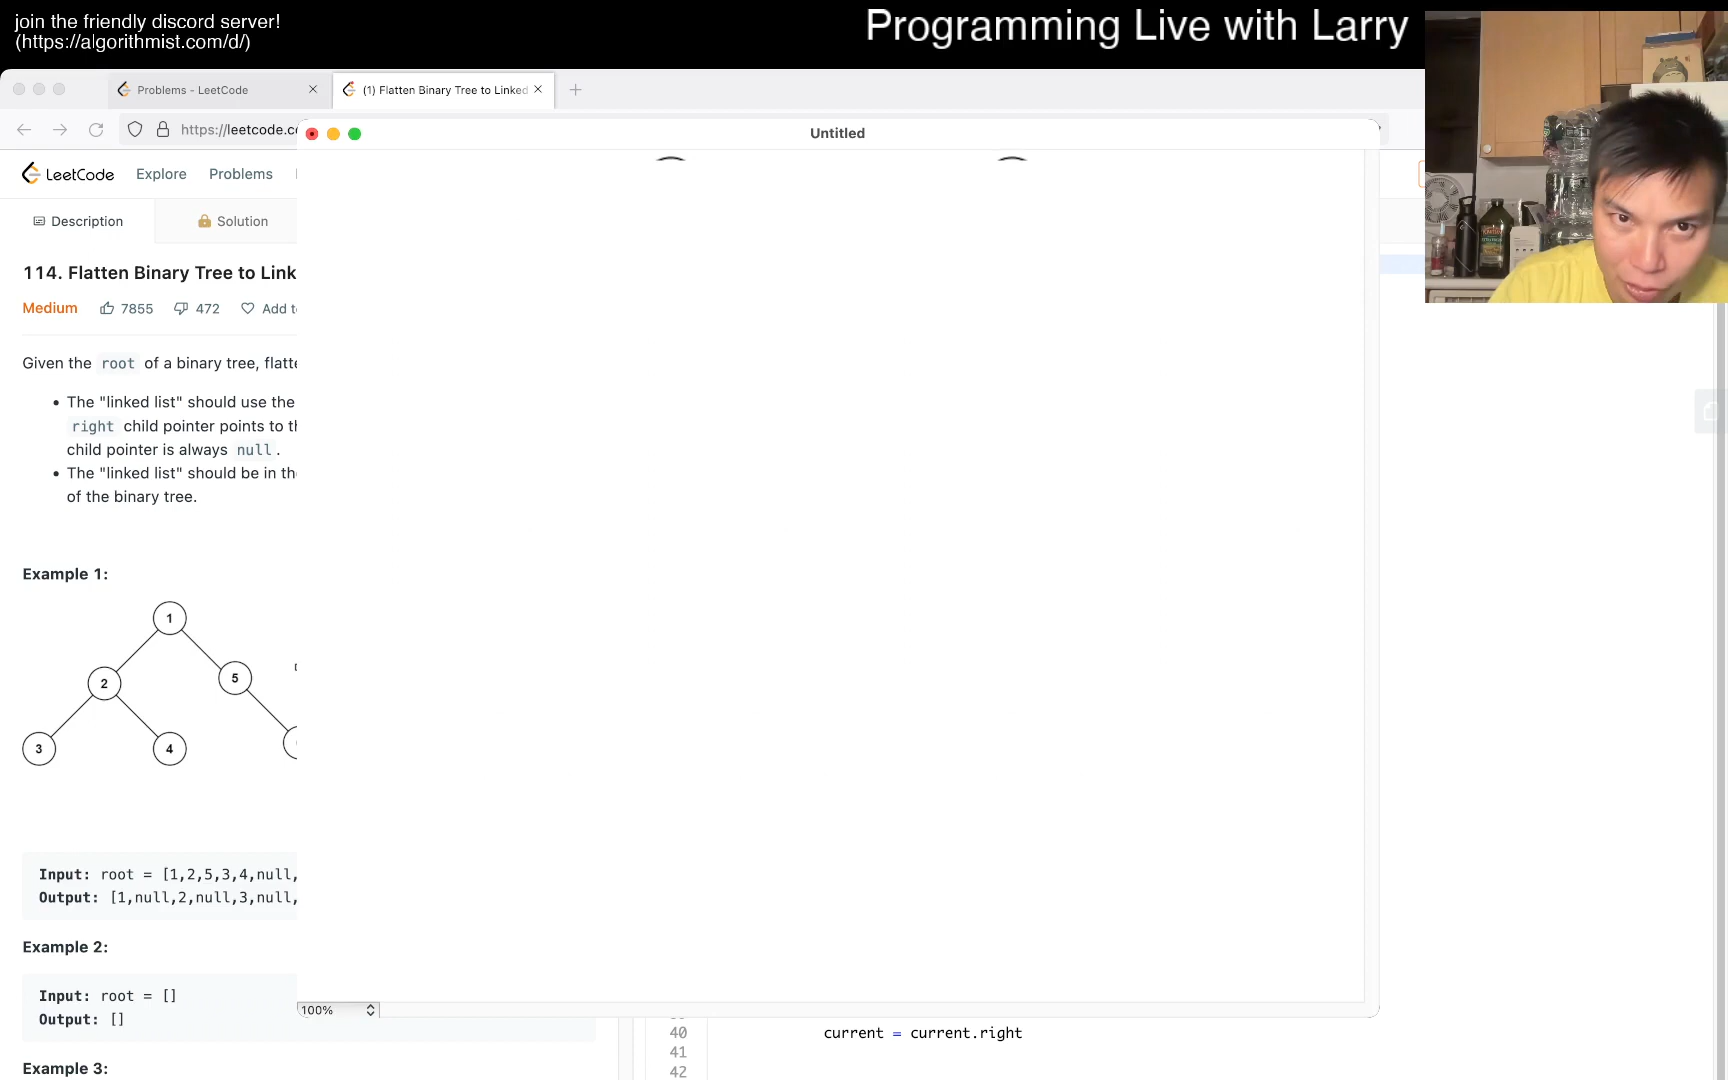 join the friendly discord server!
(https://algorithmist.com/d/)
Programming Live with Larry
Problems - LeetCode
(1) Flatten Binary Tree to Linked
https://leetcode.c
Untitled
LeetCode
Explore
Problems
Description
Solution
114. Flatten Binary Tree to Link
Medium
7855
472
Add t
Given the root of a binary tree, flatte
The "linked list" should use the
right child pointer points to th
child pointer is always null.
The "linked list" should be in the
of the binary tree.
Example 1:
1
2
5
3
4
Input: root = [1,2,5,3,4,null,
Output: [1,null,2,null,3,null,
Example 2:
Input: root = []
Output: []
Example 3:
100%
40
current = current.right
41
42